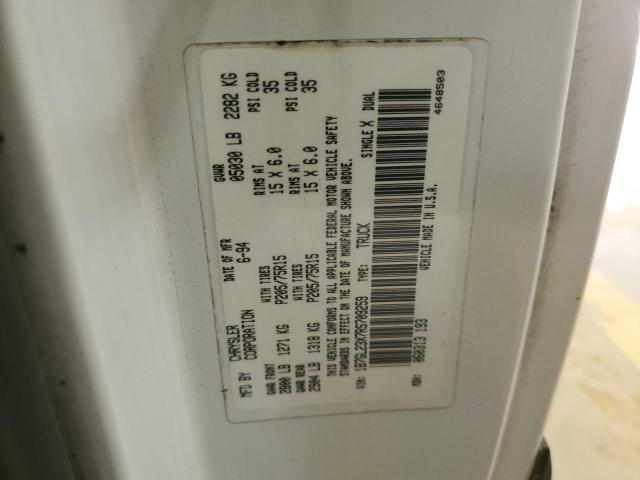 MFD BY CHRYSLER CORPORATION DATE OF MFR 6-94 GVWR 05030 LB 2282 KG
GAWR FRONT WITH TIRES RIMS AT PSI COLD
2800 LB 1271 KG P205/75R15 15 X 6.0 35
GAWR REAR WITH TIRES RIMS AT PSI COLD
2904 LB 1318 KG P205/75R15 15 X 6.0 35
THIS VEHICLE CONFORMS TO ALL APPLICABLE FEDERAL MOTOR VEHICLE SAFETY
STANDARDS IN EFFECT ON THE DATE OF MANUFACTURE SHOWN ABOVE.
VIN: 1B7GL23X7RS709259 TYPE: TRUCK SINGLE X DUAL
MDH: 060313 193 VEHICLE MADE IN U.S.A. 4648503